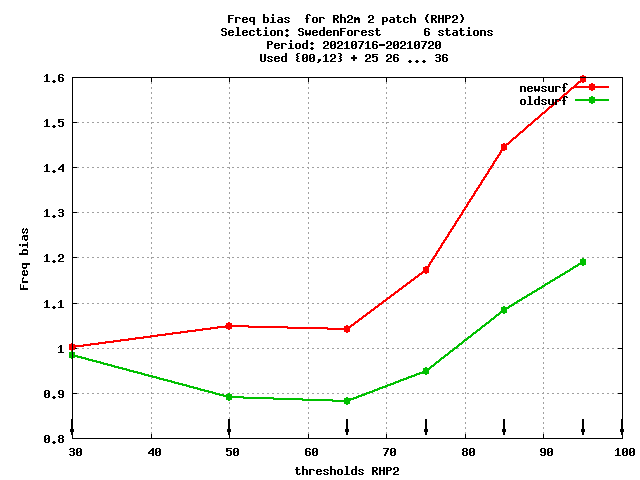 Freq bias  for Rh2m 2 patch (RHP2)
Selection: SwedenForest      6 stations
Period: 20210716-20210720
Used {00,12} + 25 26 ... 36
1.6
newsurf
oldsurf
1.5
1.4
1.3
1.2
Freq bias
1.1
1
0.9
0.8
30 40 50 60 70 80 90 100
thresholds RHP2